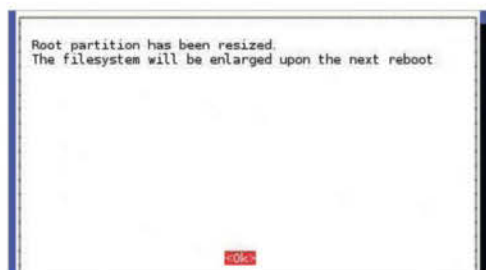 Root partition has been resized.
The filesystem will be enlarged upon the next reboot
<Ok>